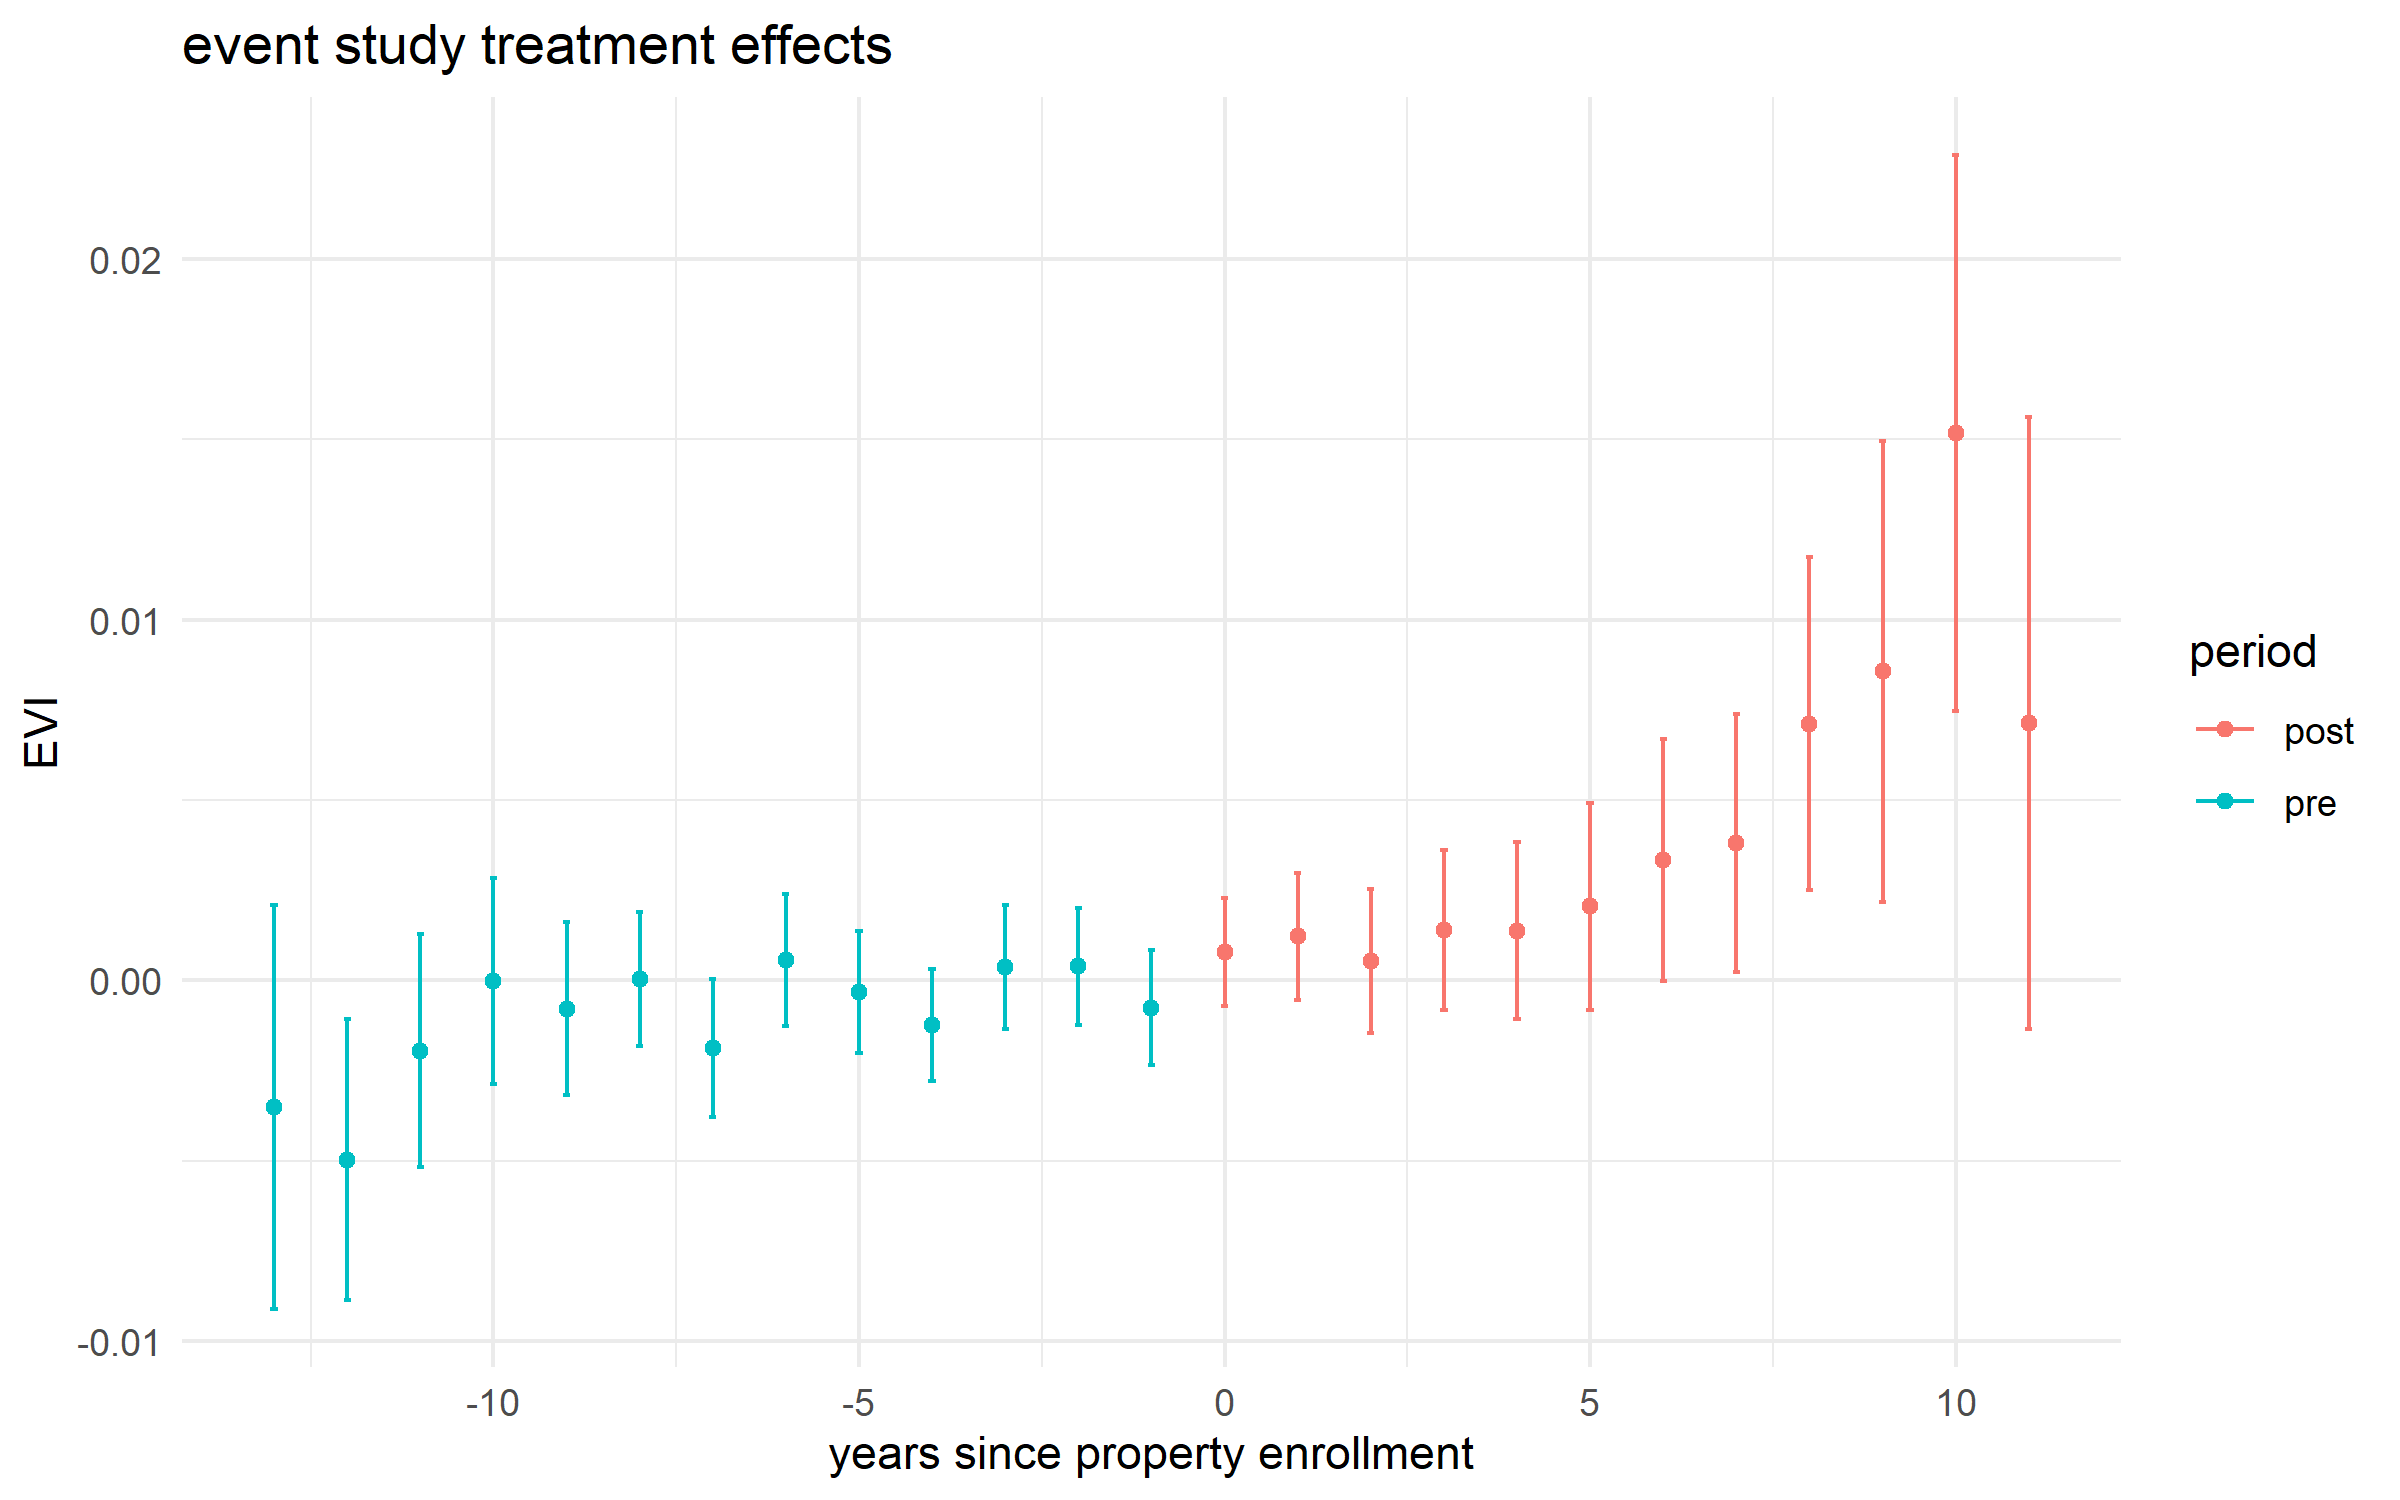 event study treatment effects
EVI
0.02
0.01
0.00
-0.01
-10
-5
0
5
10
years since property enrollment
period
post
pre